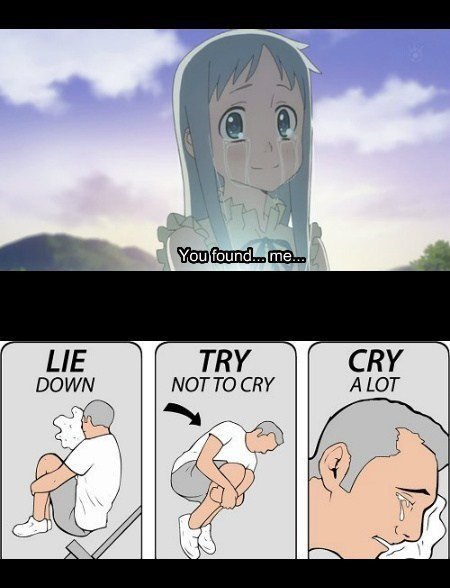 You found... me...
LIE
DOWN
TRY
NOT TO CRY
CRY
A LOT